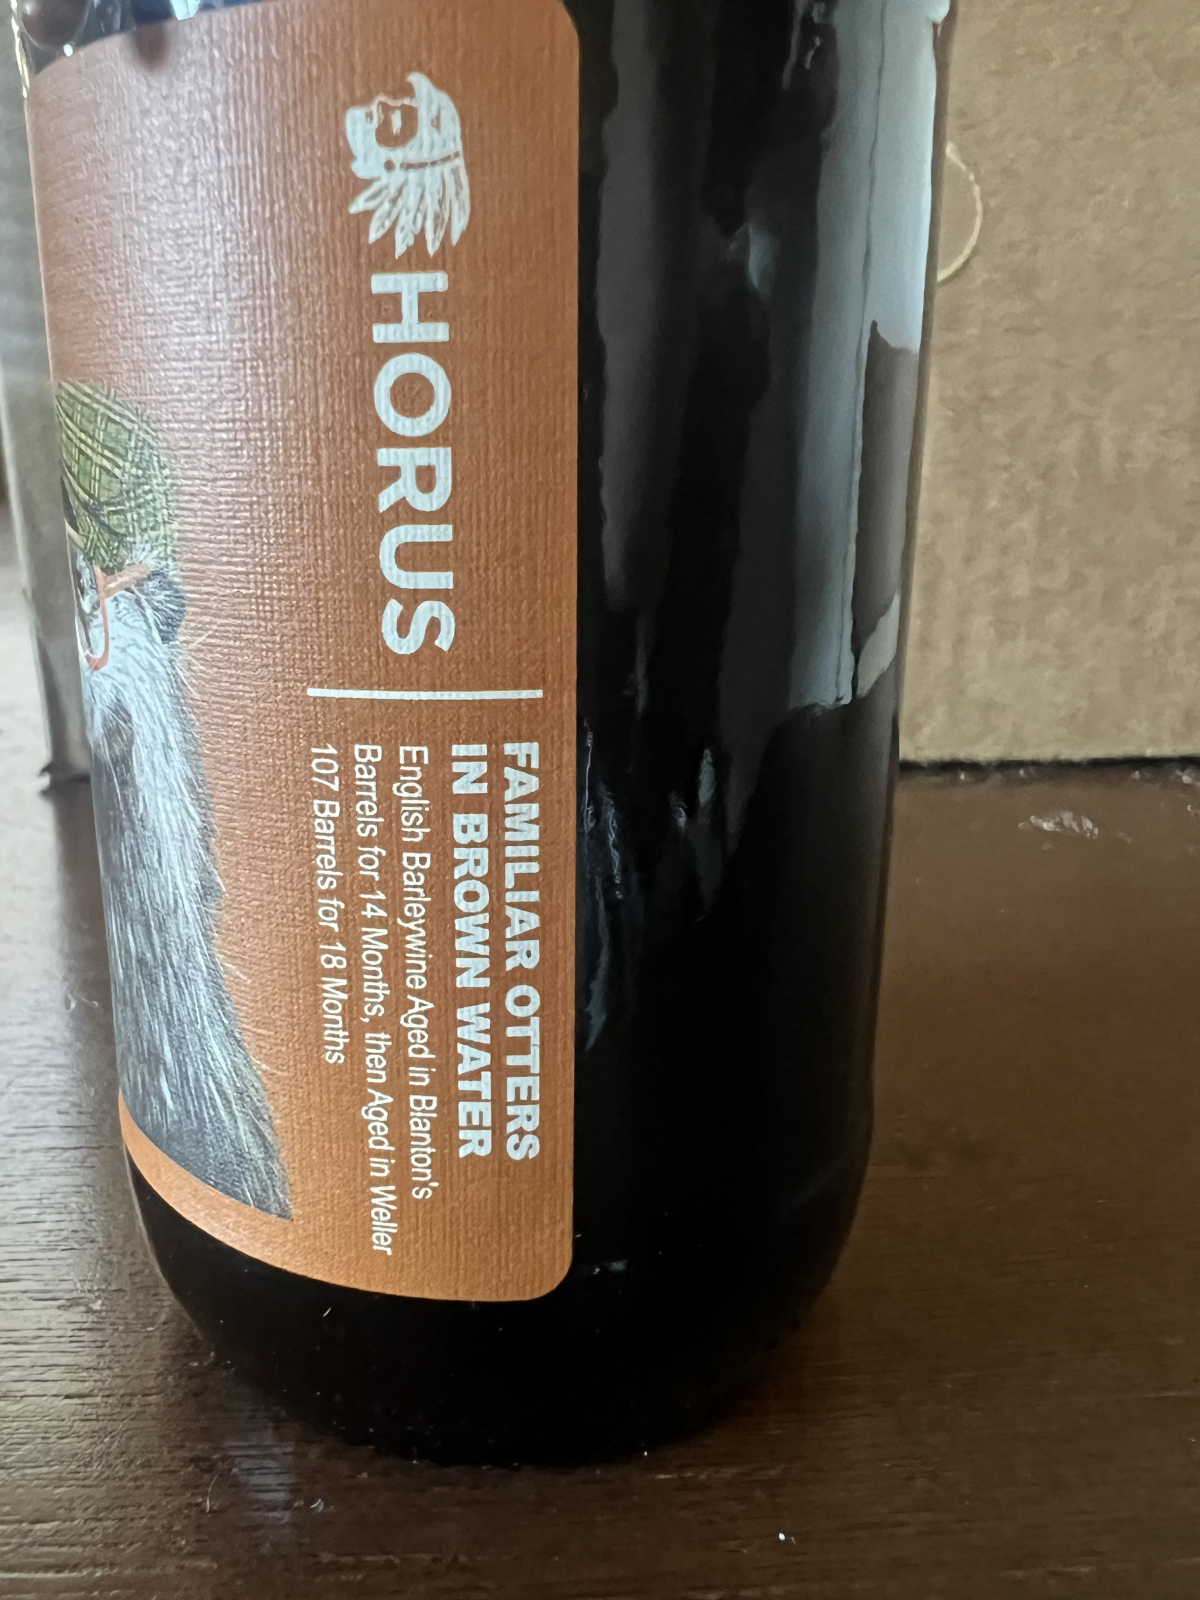 HORUS
FAMILIAR OTTERS
IN BROWN WATER
English Barleywine Aged in Blanton's
Barrels for 14 Months, then Aged in Weller
107 Barrels for 18 Months